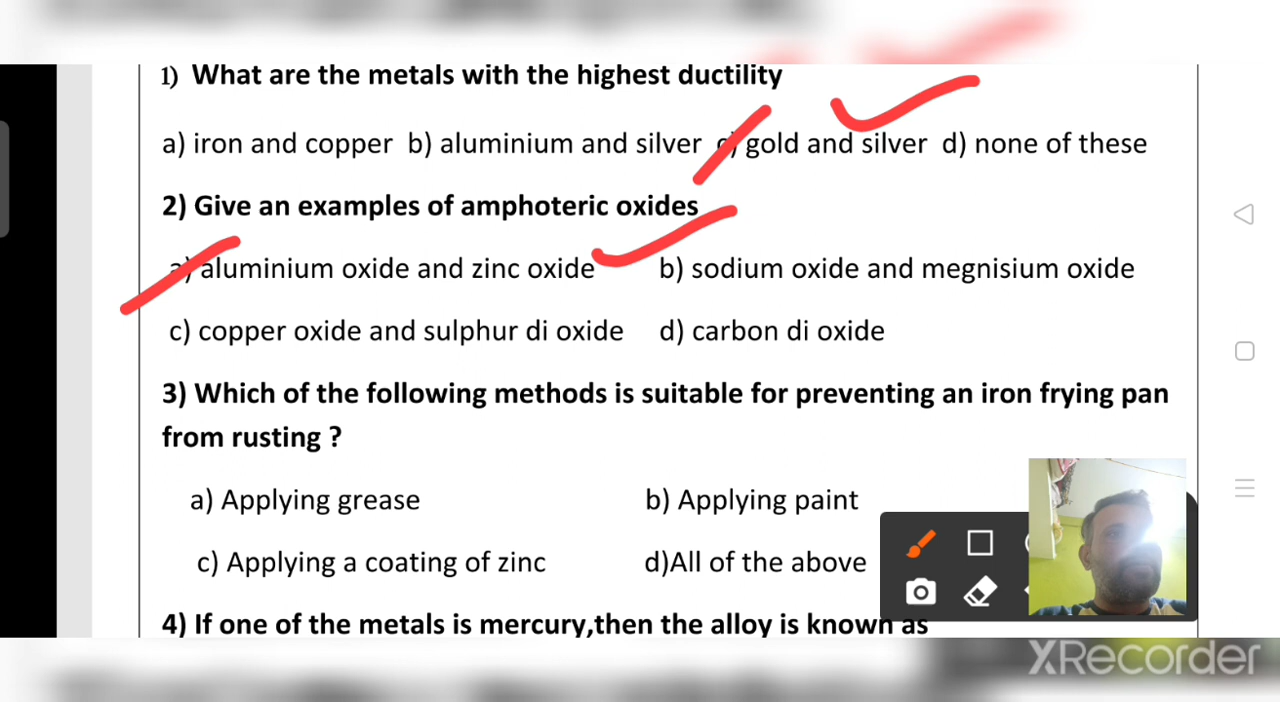 1) What are the metals with the highest ductility
a) iron and copper b) aluminium and silver c) gold and silver d) none of these
2) Give an examples of amphoteric oxides
a) aluminium oxide and zinc oxide b) sodium oxide and megnisium oxide
c) copper oxide and sulphur di oxide d) carbon di oxide
3) Which of the following methods is suitable for preventing an iron frying pan
from rusting ?
a) Applying grease b) Applying paint
c) Applying a coating of zinc d)All of the above
4) If one of the metals is mercury,then the alloy is known as
XRecorder